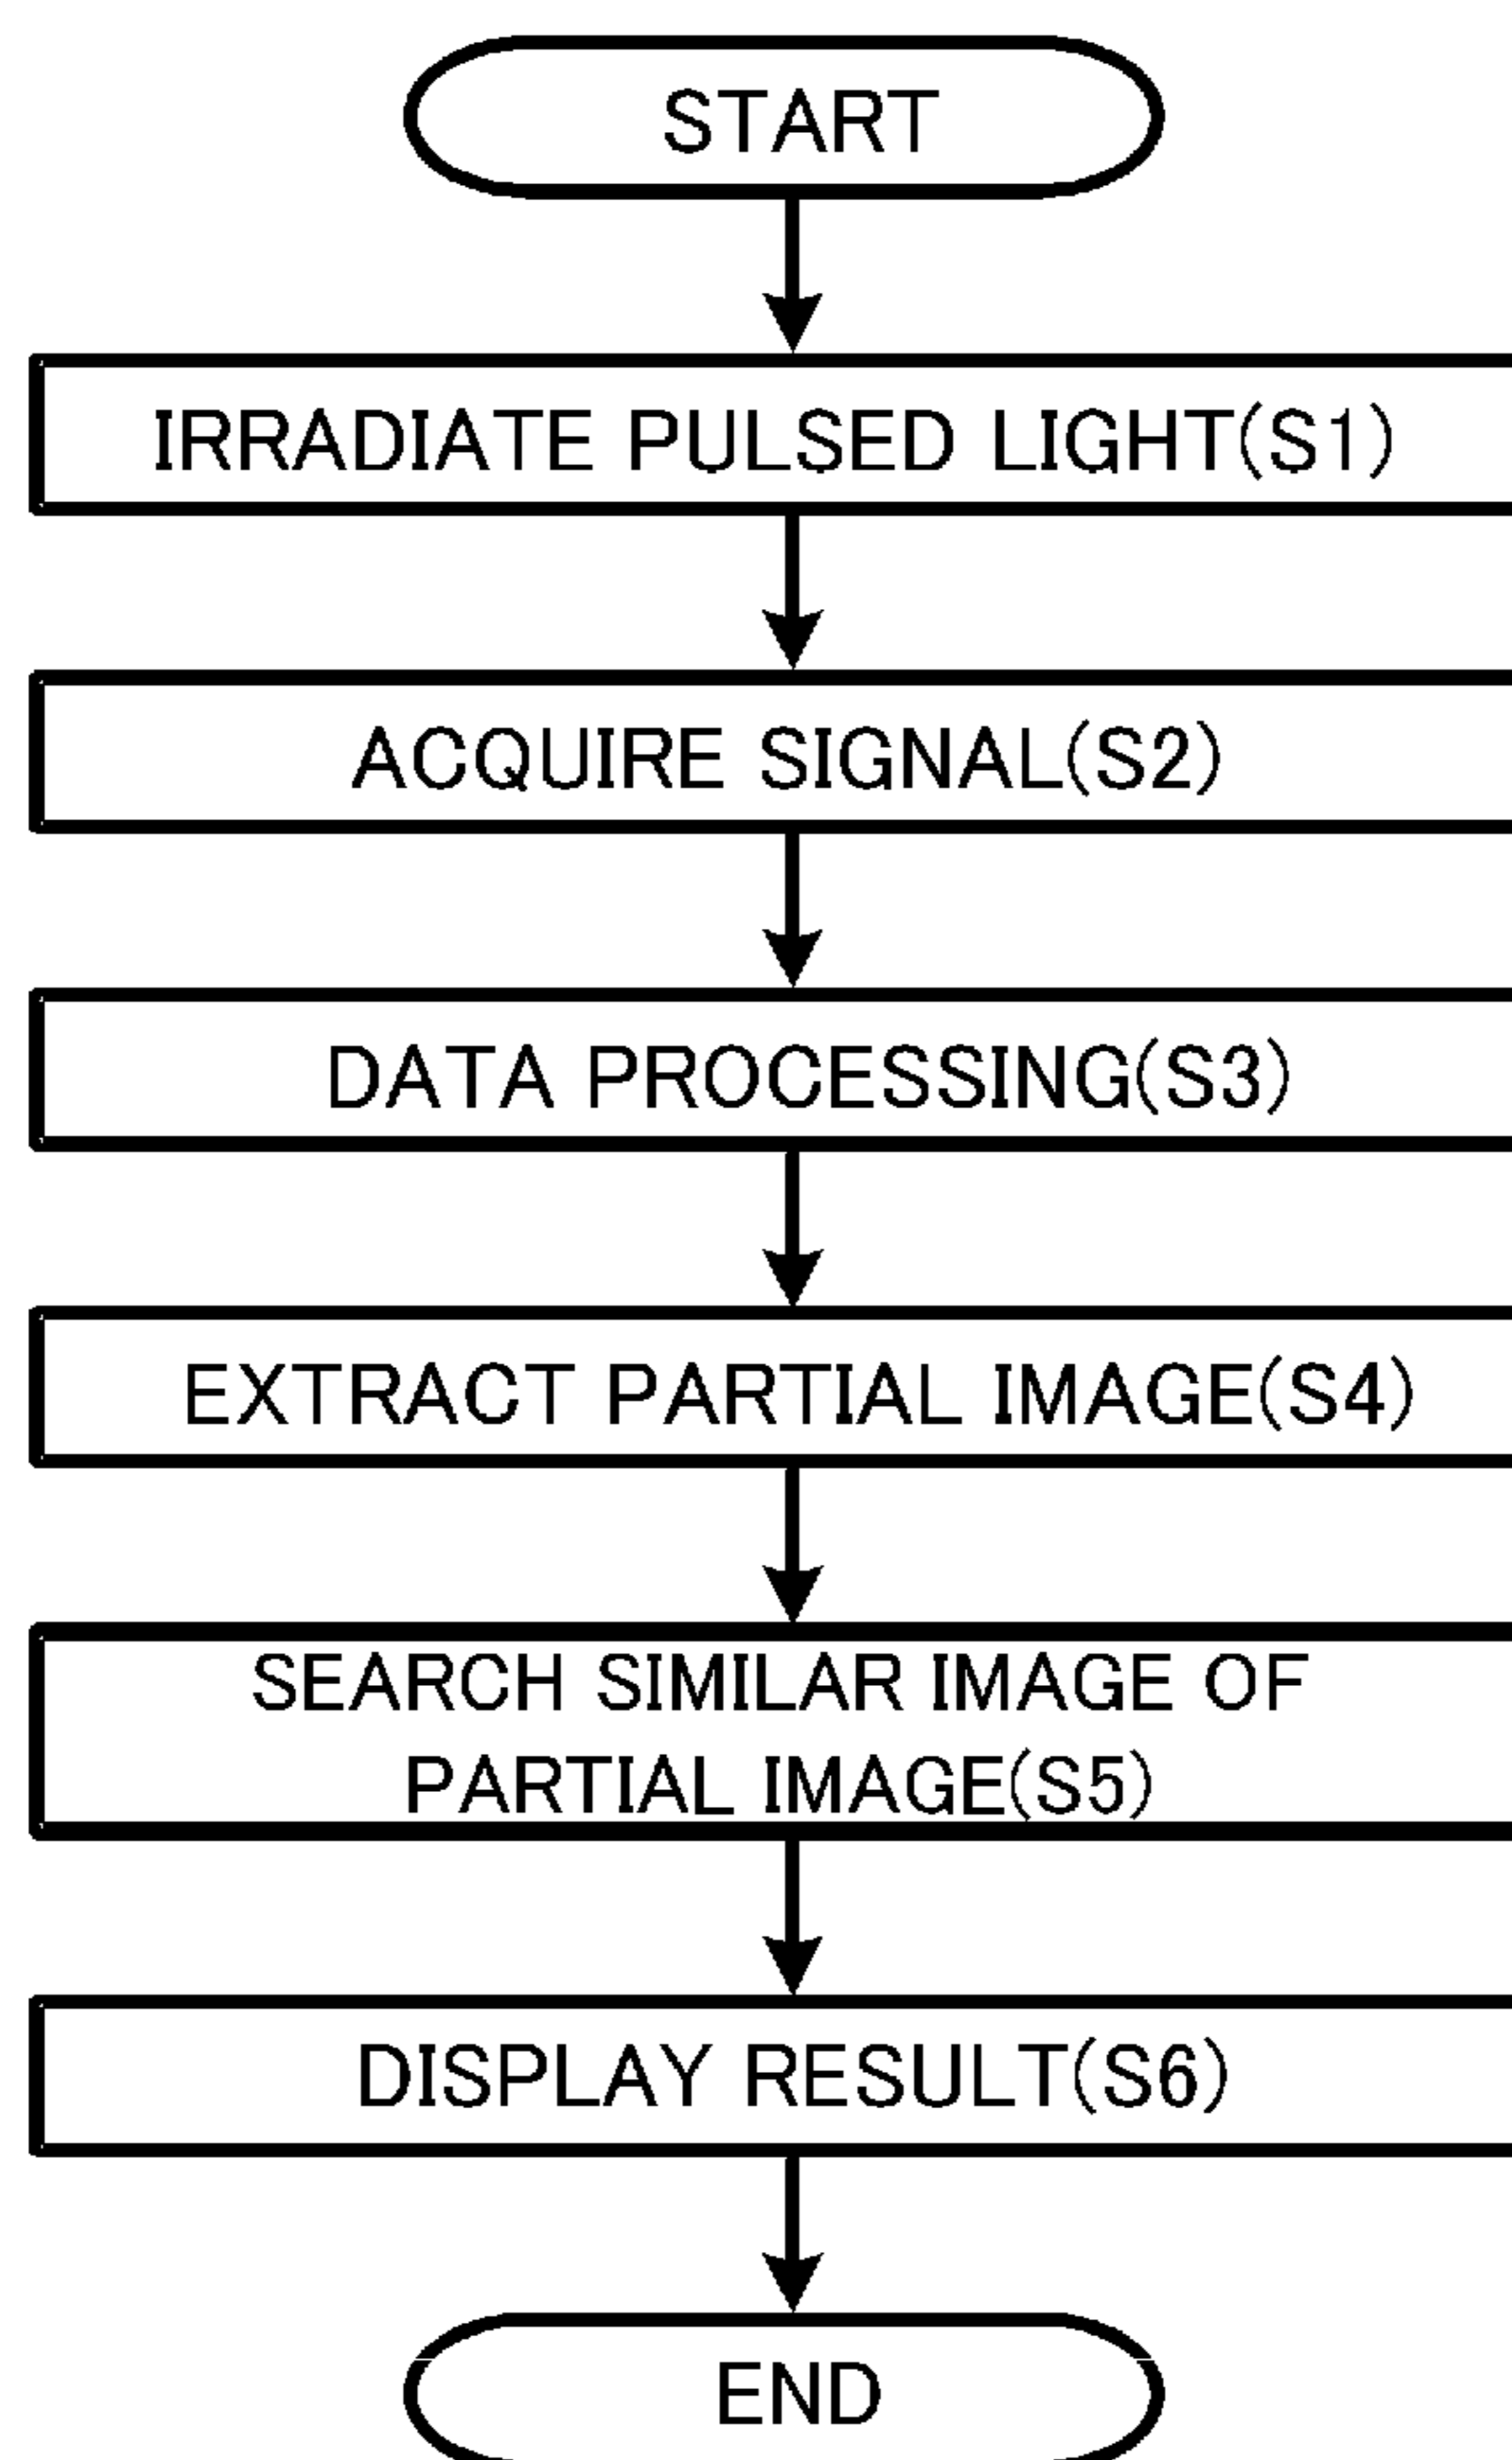 START
IRRADIATE PULSED LIGHT(S1)
ACQUIRE SIGNAL(S2)
DATA PROCESSING(S3)
EXTRACT PARTIAL IMAGE(S4)
SEARCH SIMILAR IMAGE OF
PARTIAL IMAGE(S5)
DISPLAY RESULT(S6)
END